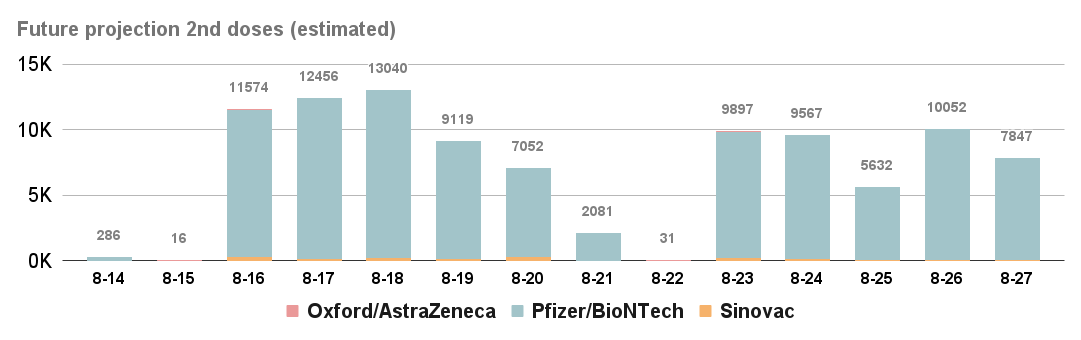 Future projection 2nd doses (estimated)
15K
13040
12456
11574
10052
9897
9567
9119
10K
7847
7052
5632
5K
2081
286
16
31
0K
8-14 8-15 8-16 8-17 8-18 8-19 8-20 8-21 8-22 8-23 8-24 8-25 8-26 8-27
Oxford/AstraZeneca Pfizer/BioNTech Sinovac